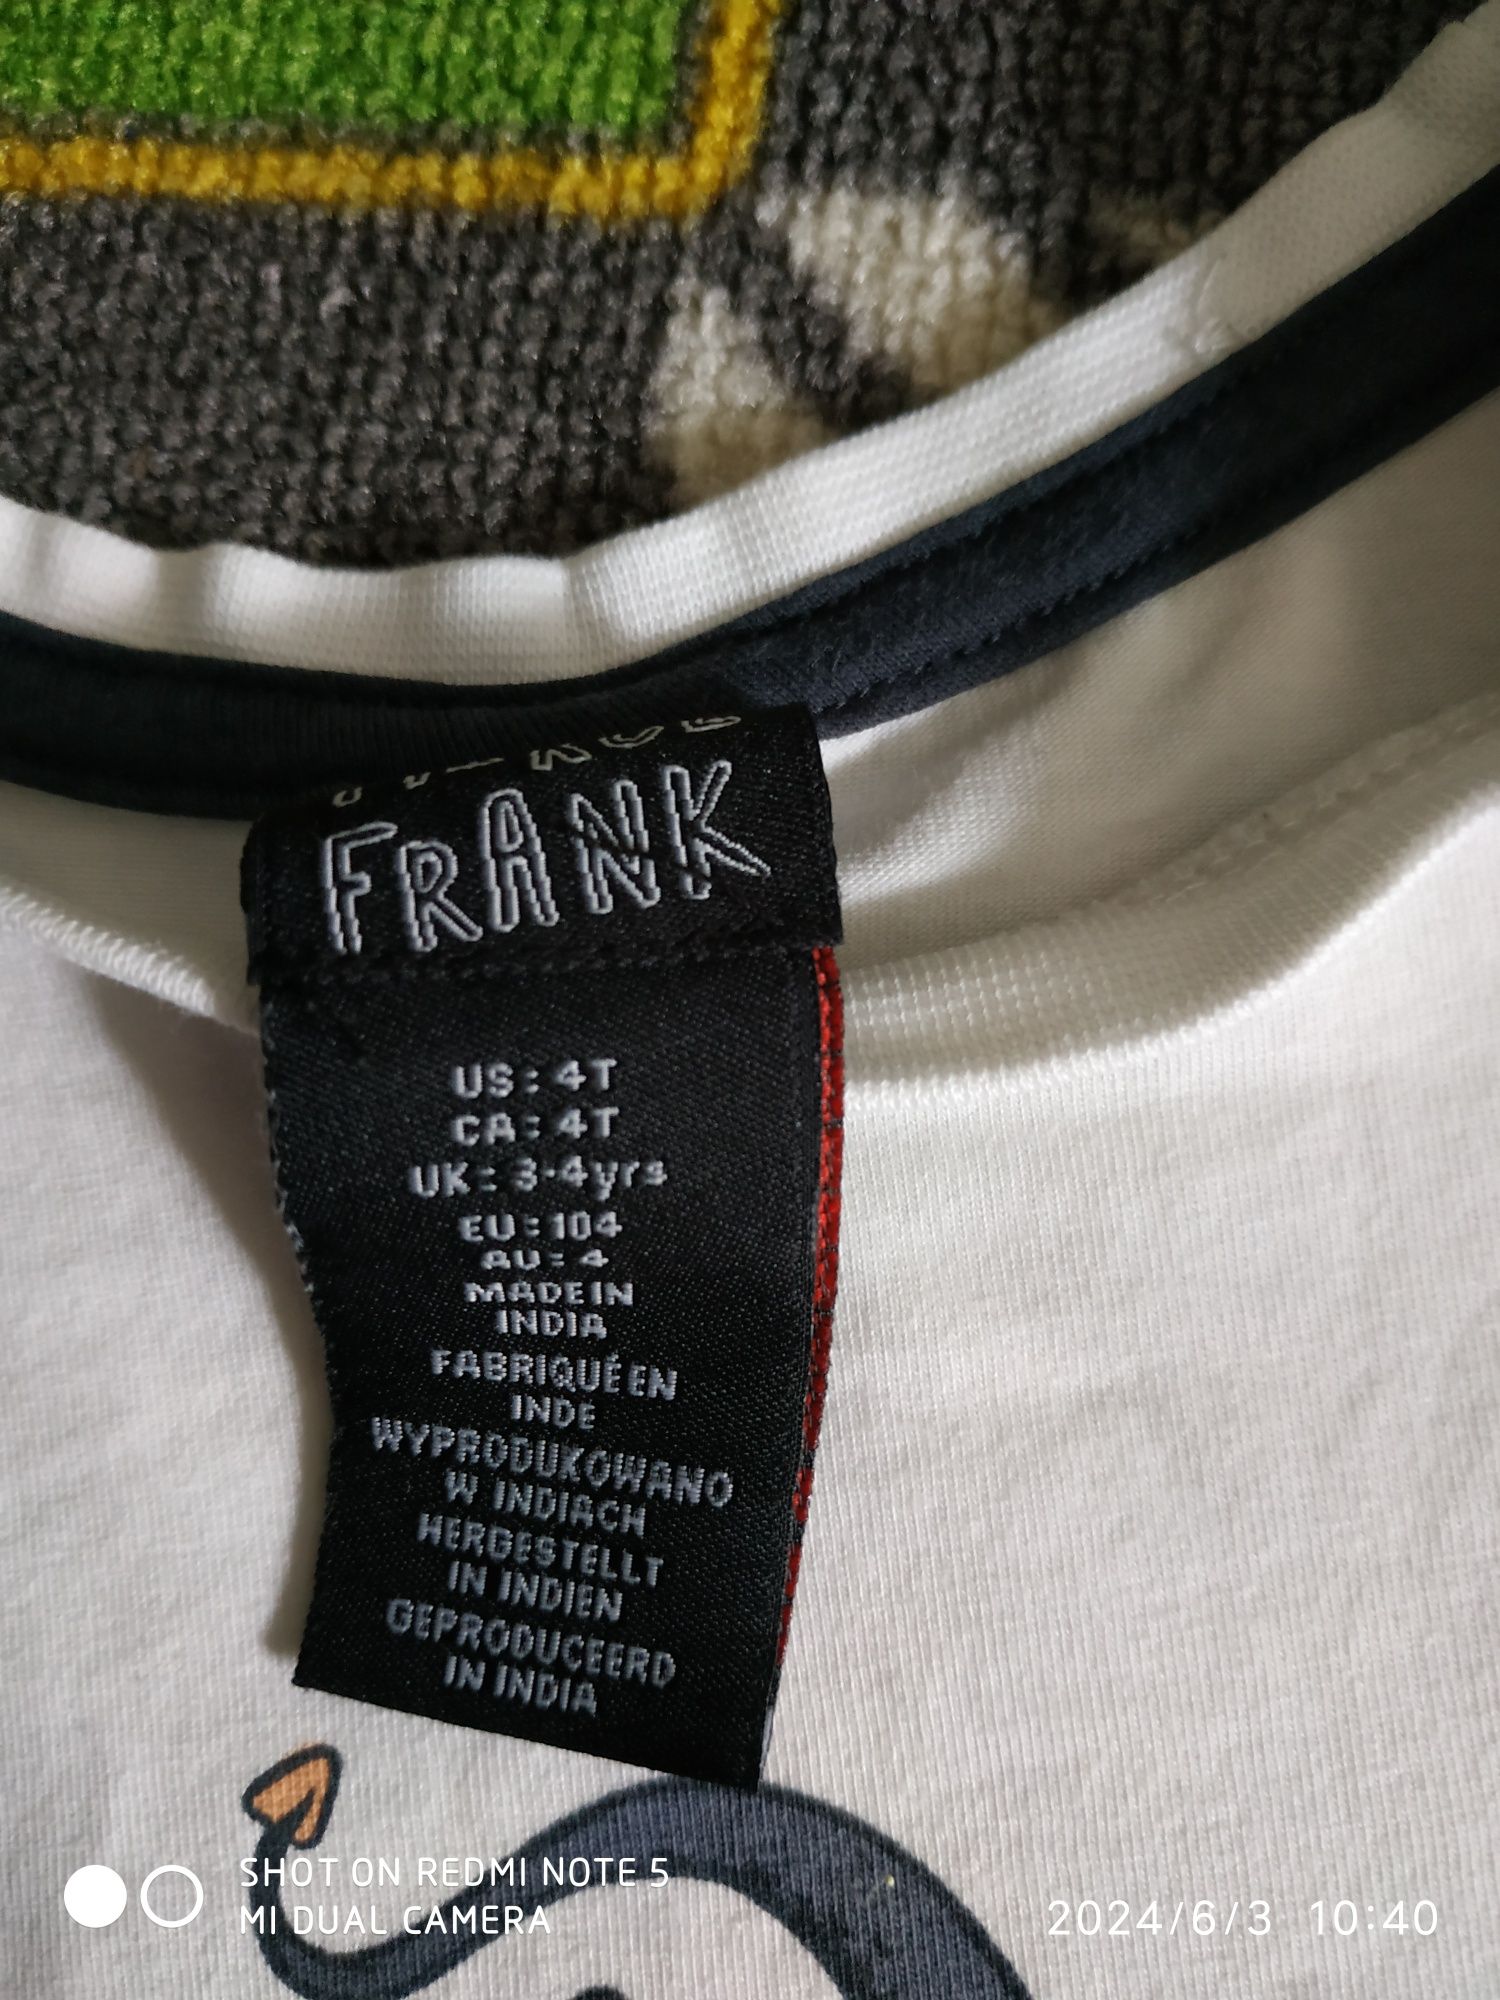 FRANK
US: 4T
CA: 4T
UK: 3-4yrs
EU: 104
AU: 4
MADE IN
INDIA
FABRIQUÉ EN
INDE
WYPRODUKOWANO
W INDIACH
HERGESTELLT
IN INDIEN
GEPRODUCEERD
IN INDIA
SHOT ON REDMI NOTE 5
MI DUAL CAMERA
2024/6/3 10:40